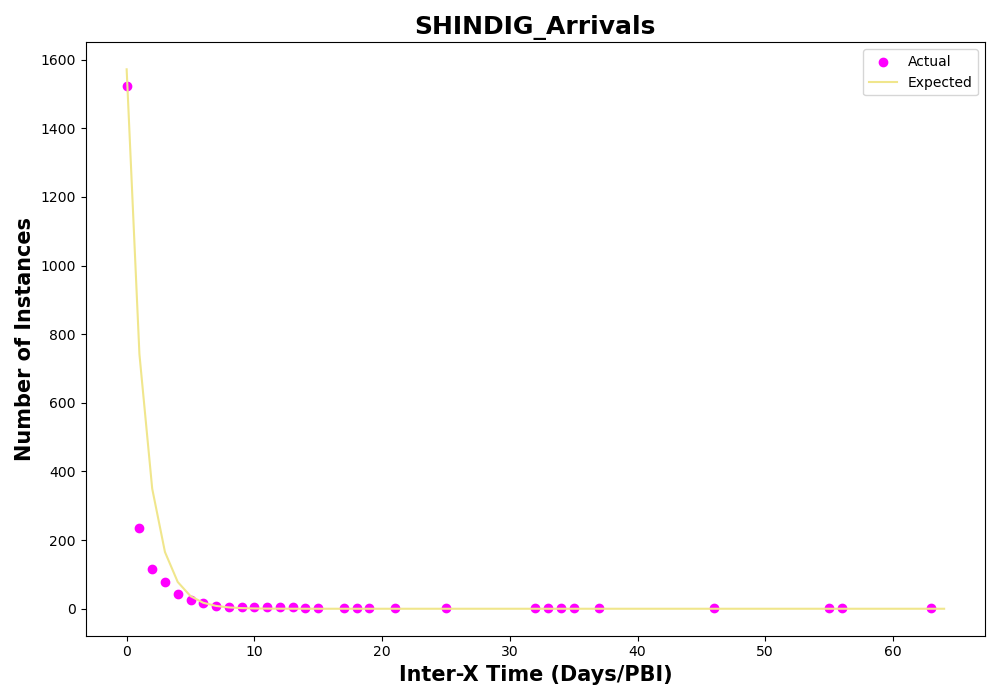 SHINDIG_Arrivals
Actual
Expected
Number of Instances
1600
1400
1200
1000
800
600
400
200
0
0 10 20 30 40 50 60
Inter-X Time (Days/PBI)